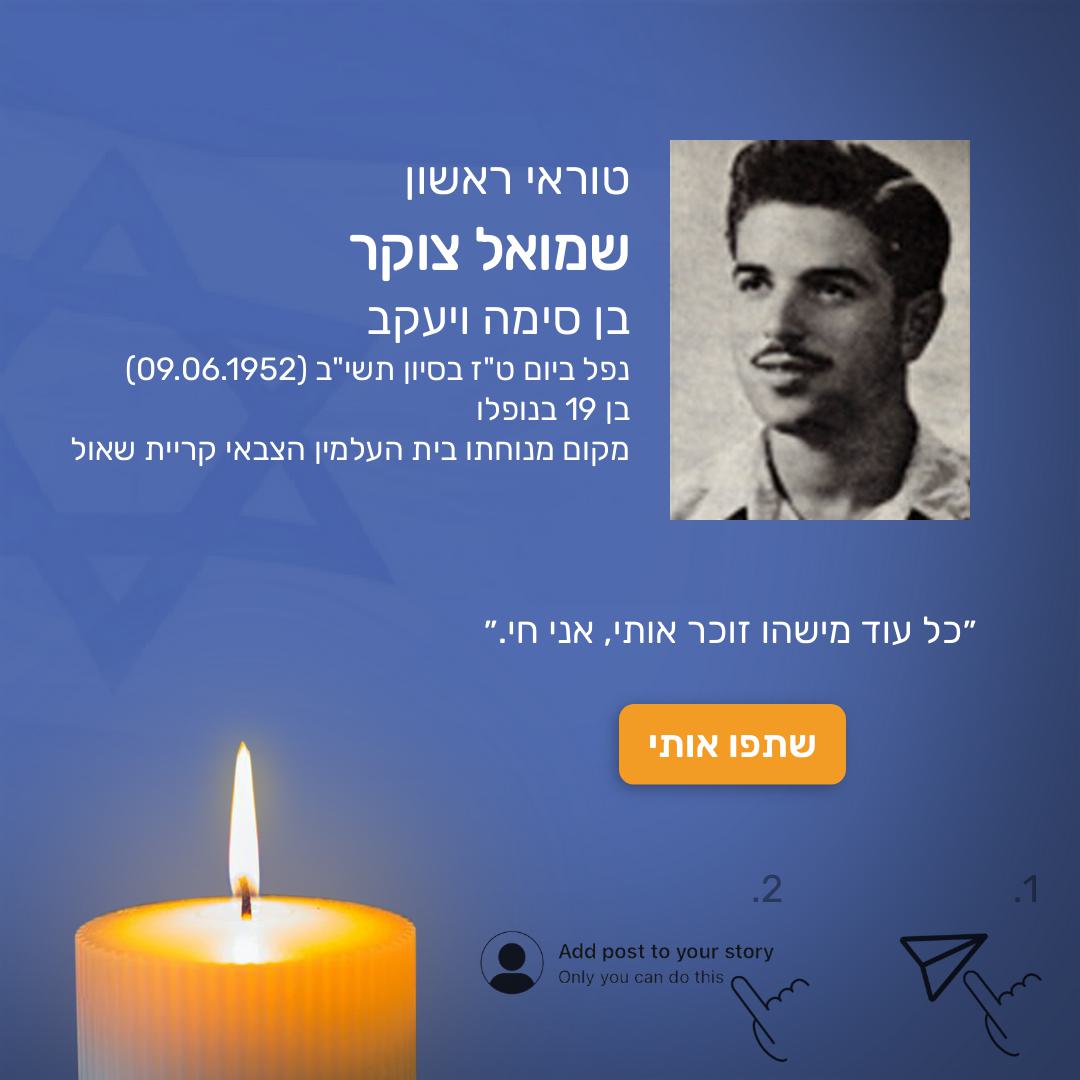 טוראי ראשון
שמואל צוקר
בן סימה ויעקב
נפל ביום ט"ז בסיוון תשי"ב (09.06.1952)
בן 19 בנופלו
מקום מנוחתו בית העלמין הצבאי קריית שאול
״כל עוד מישהו זוכר אותי, אני חי.״
שתפו אותי
1.
2.
Add post to your story
Only you can do this